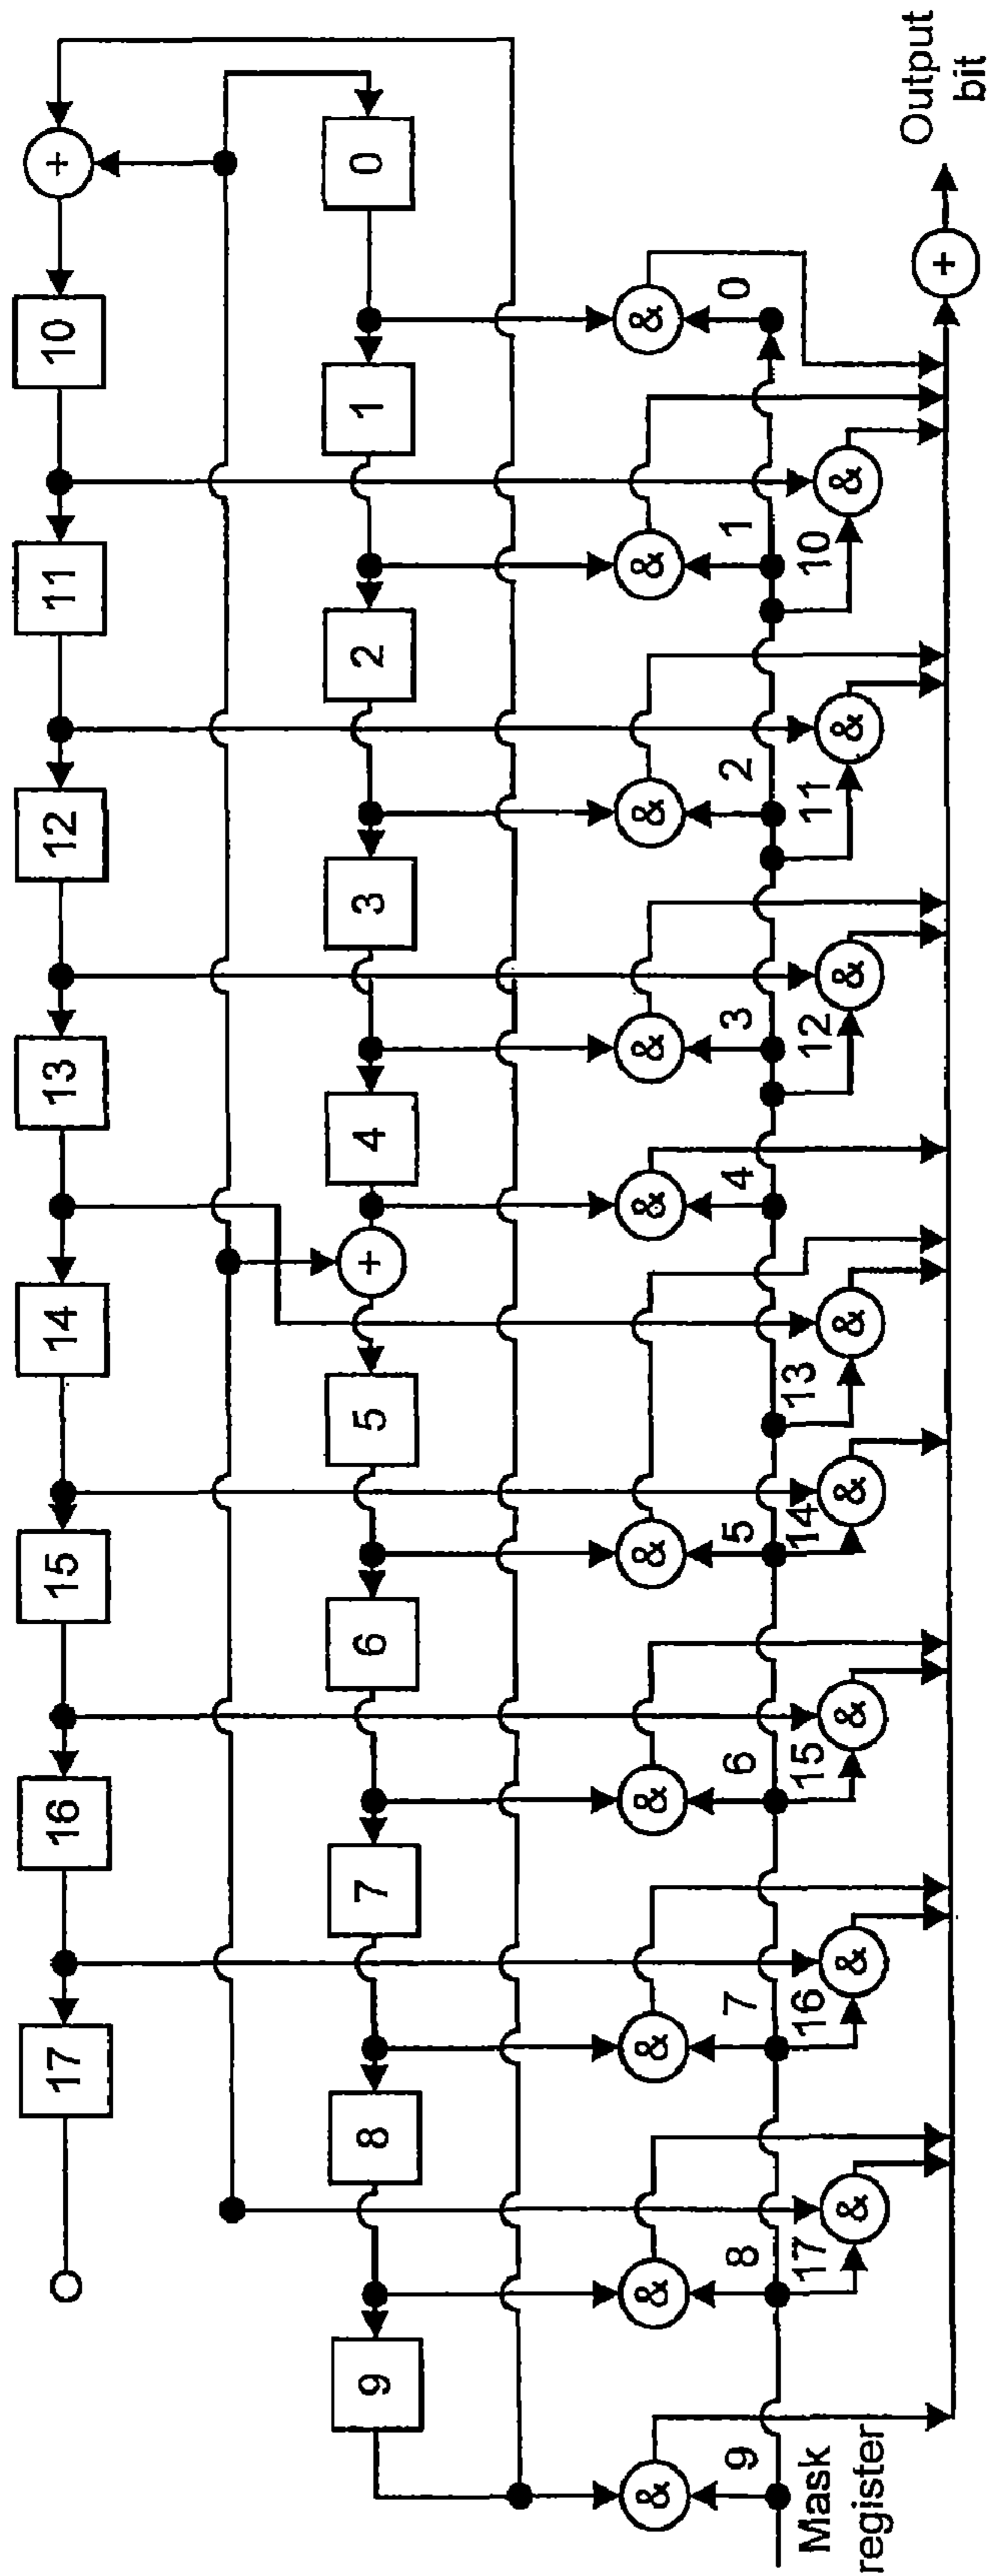 17 16 15 14 13 12 11 10 +
9 8 7 6 5 + 4 3 2 1 0
& & & & & & & & & &
9 8 7 6 5 4 3 2 1 0
Mask
register
17 16 15 14 13 12 11 10
& & & & & & & &
+
Output
bit